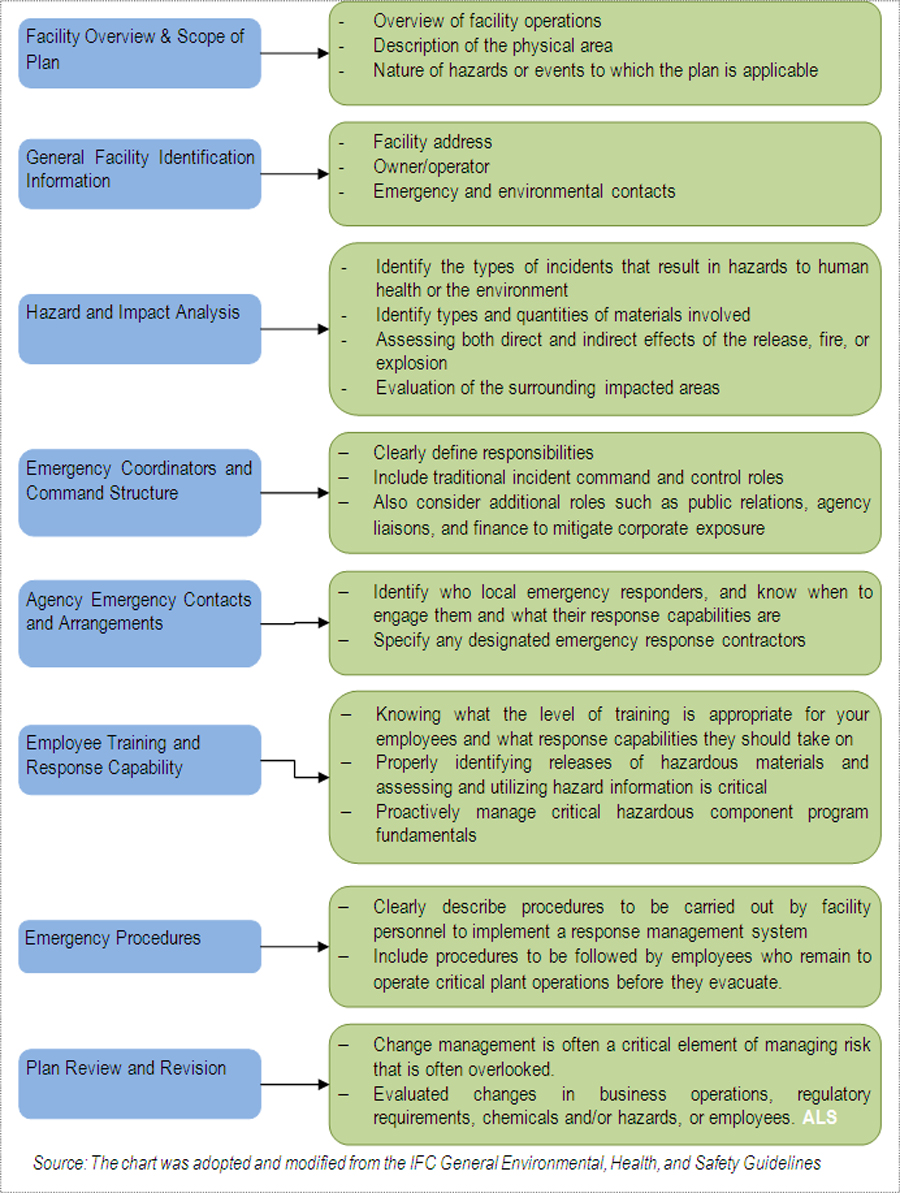 Facility Overview & Scope of
Plan
- Overview of facility operations
- Description of the physical area
- Nature of hazards or events to which the plan is applicable
General Facility Identification
Information
- Facility address
- Owner/operator
- Emergency and environmental contacts
Hazard and Impact Analysis
- Identify the types of incidents that result in hazards to human
health or the environment
- Identify types and quantities of materials involved
- Assessing both direct and indirect effects of the release, fire, or
explosion
- Evaluation of the surrounding impacted areas
Emergency Coordinators and
Command Structure
– Clearly define responsibilities
– Include traditional incident command and control roles
– Also consider additional roles such as public relations, agency
liaisons, and finance to mitigate corporate exposure
Agency Emergency Contacts
and Arrangements
– Identify who local emergency responders, and know when to
engage them and what their response capabilities are
– Specify any designated emergency response contractors
Employee Training and
Response Capability
– Knowing what the level of training is appropriate for your
employees and what response capabilities they should take on
– Properly identifying releases of hazardous materials and
assessing and utilizing hazard information is critical
– Proactively manage critical hazardous component program
fundamentals
Emergency Procedures
– Clearly describe procedures to be carried out by facility
personnel to implement a response management system
– Include procedures to be followed by employees who remain to
operate critical plant operations before they evacuate.
Plan Review and Revision
– Change management is often a critical element of managing risk
that is often overlooked.
– Evaluated changes in business operations, regulatory
requirements, chemicals and/or hazards, or employees. ALS
Source: The chart was adopted and modified from the IFC General Environmental, Health, and Safety Guidelines